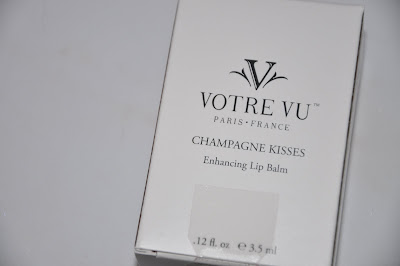 V
VOTRE VU™
PARIS • FRANCE
CHAMPAGNE KISSES
Enhancing Lip Balm
.12 fl. oz ℮ 3.5 ml